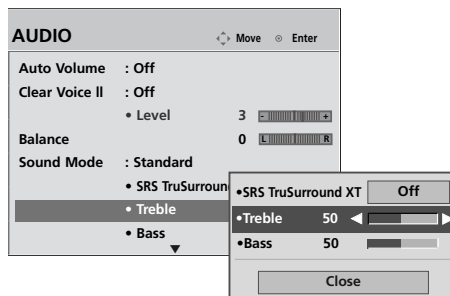 AUDIO Move Enter
Auto Volume : Off
Clear Voice II : Off
• Level 3 - +
Balance 0 L R
Sound Mode : Standard
• SRS TruSurroun
• Treble
• Bass
•SRS TruSurround XT Off
•Treble 50
•Bass 50
Close